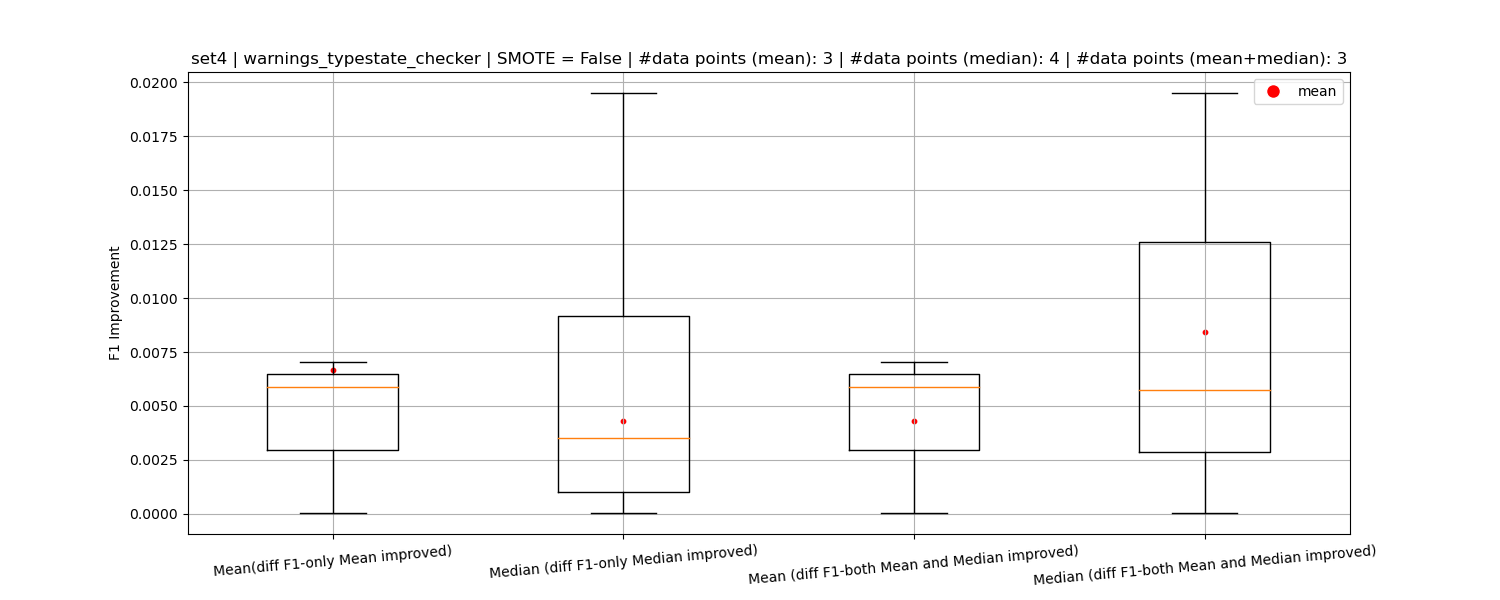 set4 | warnings_typestate_checker | SMOTE = False | #data points (mean): 3 | #data points (median): 4 | #data points (mean+median): 3
mean
0.0200
0.0175
0.0150
0.0125
0.0100
0.0075
0.0050
0.0025
0.0000
F1 Improvement
Mean(diff F1-only Mean improved)
Median (diff F1-only Median improved)
Mean (diff F1-both Mean and Median improved)
Median (diff F1-both Mean and Median improved)